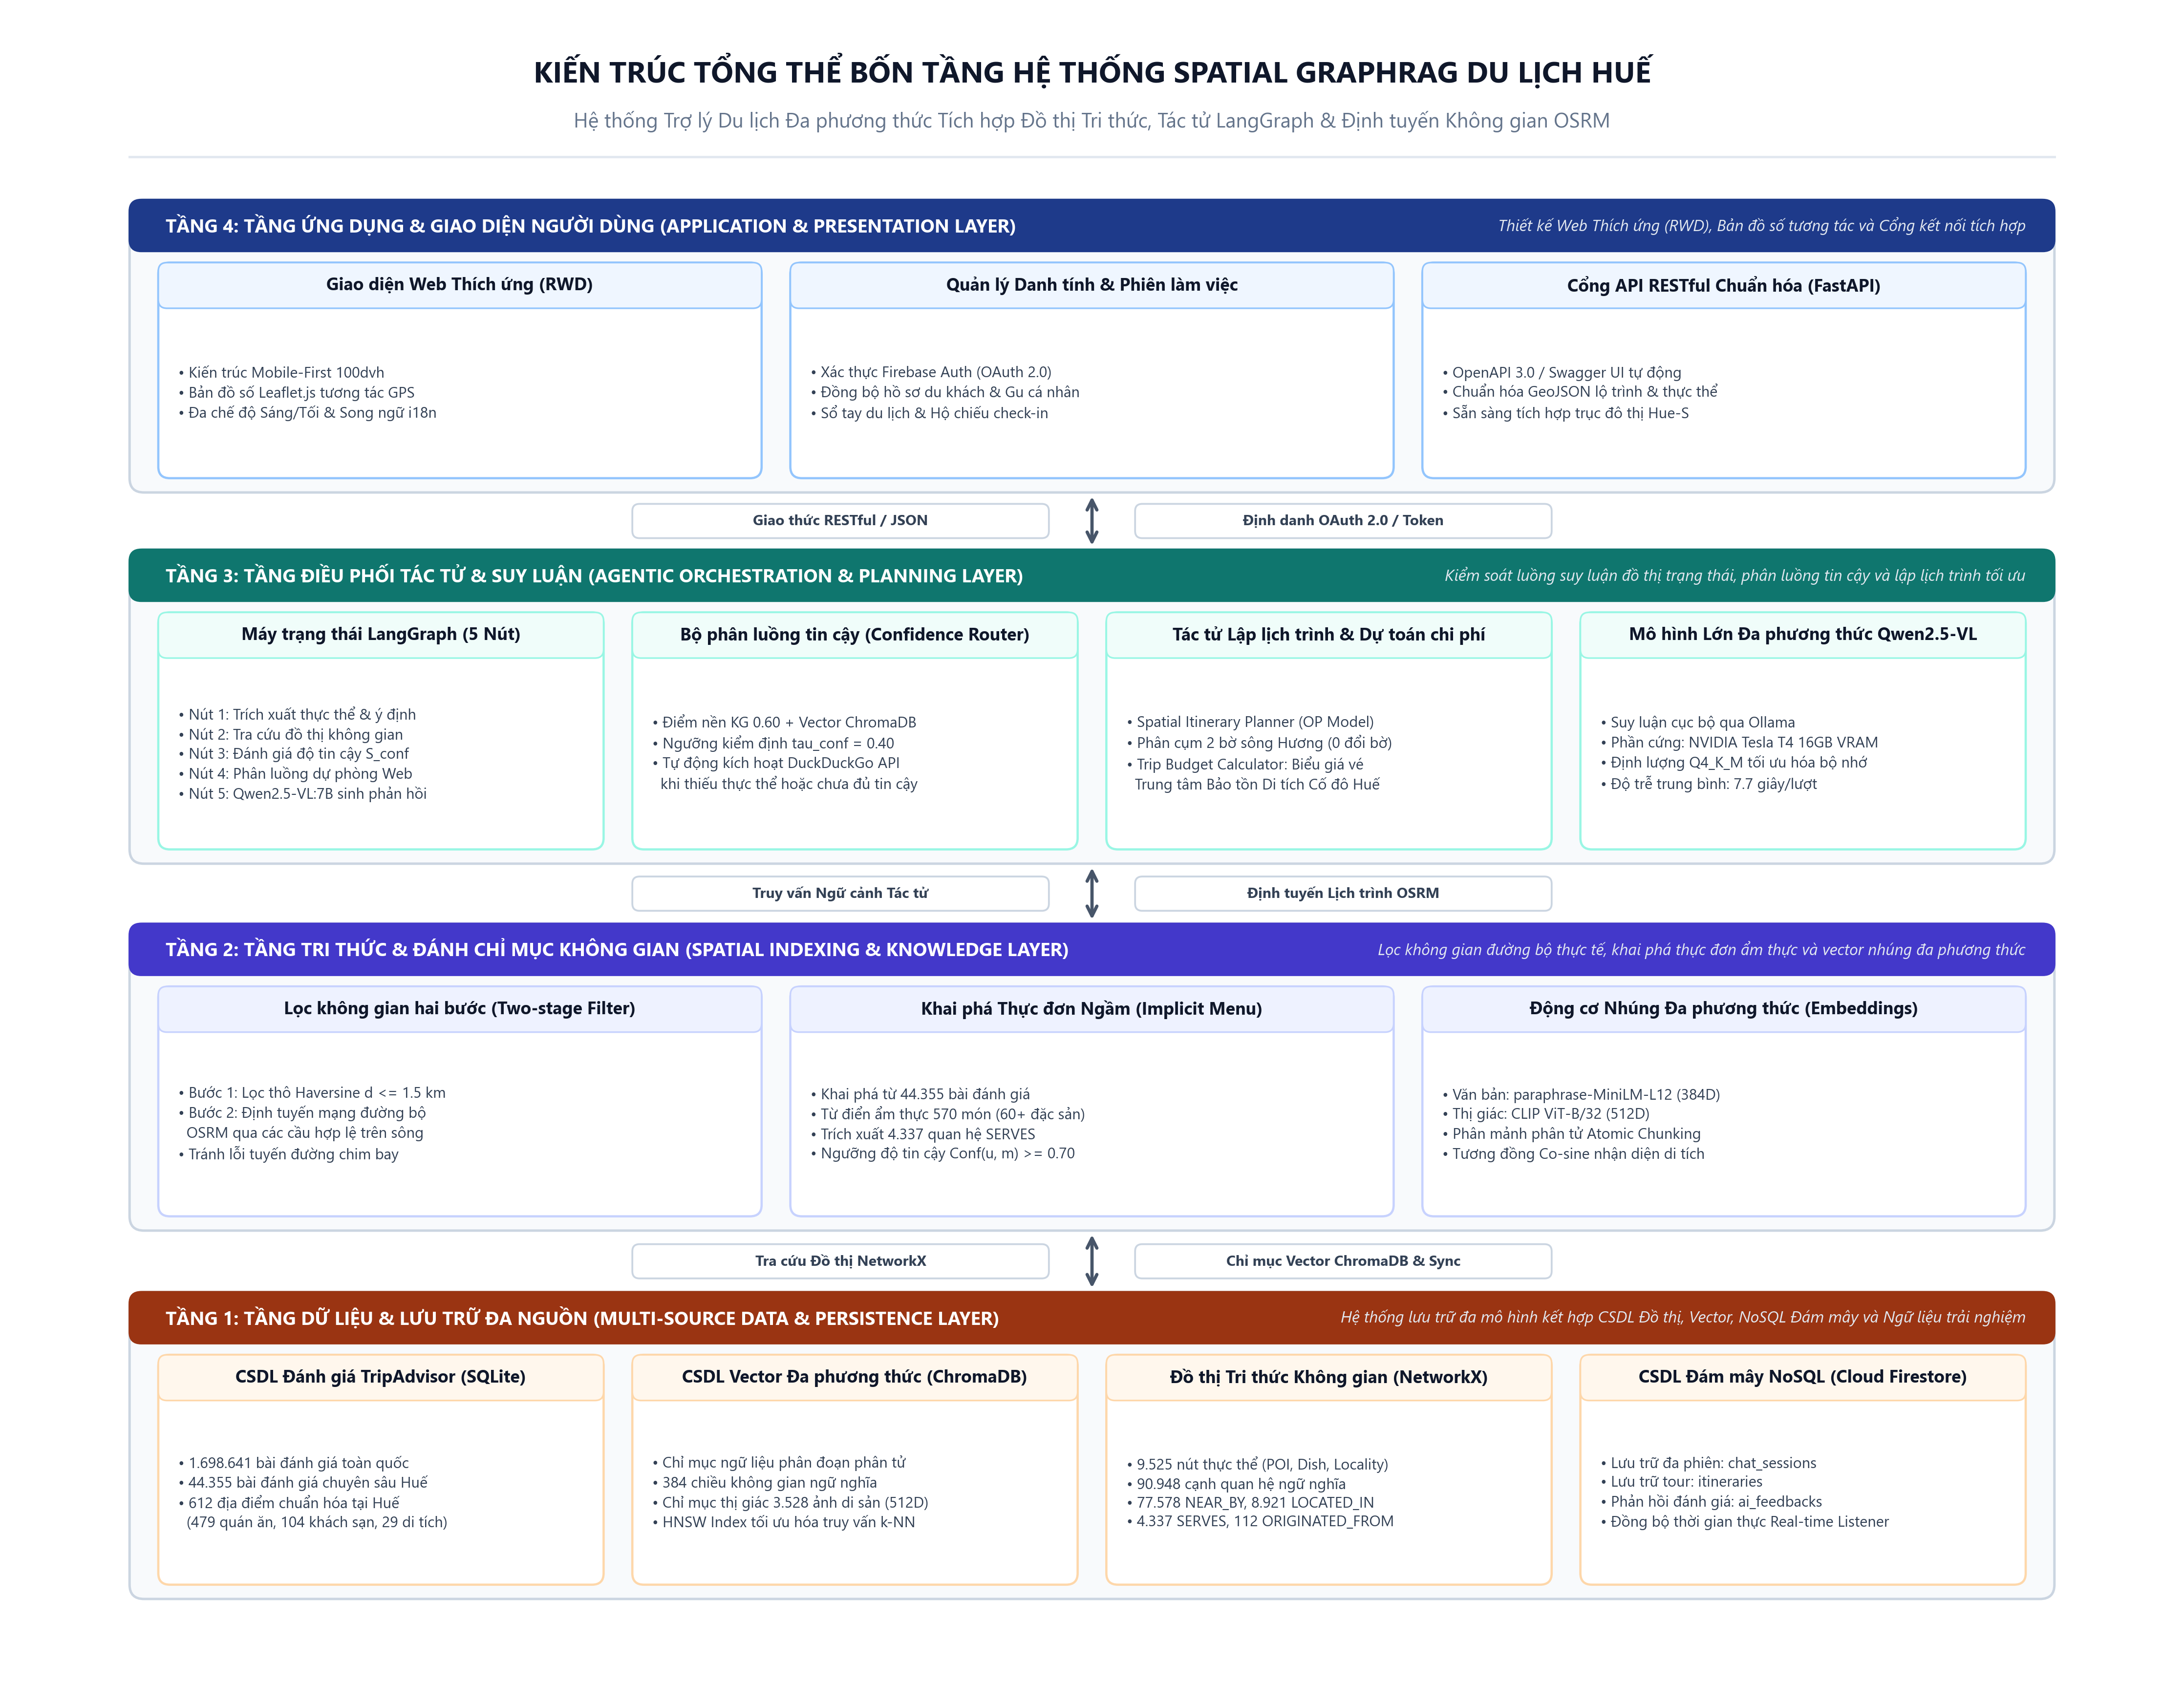 KIẾN TRÚC TỔNG THỂ BỐN TẦNG HỆ THỐNG SPATIAL GRAPHRAG DU LỊCH HUẾ
Hệ thống Trợ lý Du lịch Đa phương thức Tích hợp Đồ thị Tri thức, Tác tử LangGraph & Định tuyến Không gian OSRM
TẦNG 4: TẦNG ỨNG DỤNG & GIAO DIỆN NGƯỜI DÙNG (APPLICATION & PRESENTATION LAYER)
Thiết kế Web Thích ứng (RWD), Bản đồ số tương tác và Cổng kết nối tích hợp
Giao diện Web Thích ứng (RWD)
• Kiến trúc Mobile-First 100dvh
• Bản đồ số Leaflet.js tương tác GPS
• Đa chế độ Sáng/Tối & Song ngữ i18n
Quản lý Danh tính & Phiên làm việc
• Xác thực Firebase Auth (OAuth 2.0)
• Đồng bộ hồ sơ du khách & Gu cá nhân
• Sổ tay du lịch & Hộ chiếu check-in
Cổng API RESTful Chuẩn hóa (FastAPI)
• OpenAPI 3.0 / Swagger UI tự động
• Chuẩn hóa GeoJSON lộ trình & thực thể
• Sẵn sàng tích hợp trục đô thị Hue-S
Giao thức RESTful / JSON
Định danh OAuth 2.0 / Token
TẦNG 3: TẦNG ĐIỀU PHỐI TÁC TỬ & SUY LUẬN (AGENTIC ORCHESTRATION & PLANNING LAYER)
Kiểm soát luồng suy luận đồ thị trạng thái, phân luồng tin cậy và lập lịch trình tối ưu
Máy trạng thái LangGraph (5 Nút)
• Nút 1: Trích xuất thực thể & ý định
• Nút 2: Tra cứu đồ thị không gian
• Nút 3: Đánh giá độ tin cậy S_conf
• Nút 4: Phân luồng dự phòng Web
• Nút 5: Qwen2.5-VL:7B sinh phản hồi
Bộ phân luồng tin cậy (Confidence Router)
• Điểm nền KG 0.60 + Vector ChromaDB
• Ngưỡng kiểm định tau_conf = 0.40
• Tự động kích hoạt DuckDuckGo API
khi thiếu thực thể hoặc chưa đủ tin cậy
Tác tử Lập lịch trình & Dự toán chi phí
• Spatial Itinerary Planner (OP Model)
• Phân cụm 2 bờ sông Hương (0 đổi bờ)
• Trip Budget Calculator: Biểu giá vé
Trung tâm Bảo tồn Di tích Cố đô Huế
Mô hình Lớn Đa phương thức Qwen2.5-VL
• Suy luận cục bộ qua Ollama
• Phần cứng: NVIDIA Tesla T4 16GB VRAM
• Định lượng Q4_K_M tối ưu hóa bộ nhớ
• Độ trễ trung bình: 7.7 giây/lượt
Truy vấn Ngữ cảnh Tác tử
Định tuyến Lịch trình OSRM
TẦNG 2: TẦNG TRI THỨC & ĐÁNH CHỈ MỤC KHÔNG GIAN (SPATIAL INDEXING & KNOWLEDGE LAYER)
Lọc không gian đường bộ thực tế, khai phá thực đơn ẩm thực và vector nhúng đa phương thức
Lọc không gian hai bước (Two-stage Filter)
• Bước 1: Lọc thô Haversine d <= 1.5 km
• Bước 2: Định tuyến mạng đường bộ
OSRM qua các cầu hợp lệ trên sông
• Tránh lỗi tuyến đường chim bay
Khai phá Thực đơn Ngầm (Implicit Menu)
• Khai phá từ 44.355 bài đánh giá
• Từ điển ẩm thực 570 món (60+ đặc sản)
• Trích xuất 4.337 quan hệ SERVES
• Ngưỡng độ tin cậy Conf(u, m) >= 0.70
Động cơ Nhúng Đa phương thức (Embeddings)
• Văn bản: paraphrase-MiniLM-L12 (384D)
• Thị giác: CLIP ViT-B/32 (512D)
• Phân mảnh phân tử Atomic Chunking
• Tương đồng Co-sine nhận diện di tích
Tra cứu Đồ thị NetworkX
Chỉ mục Vector ChromaDB & Sync
TẦNG 1: TẦNG DỮ LIỆU & LƯU TRỮ ĐA NGUỒN (MULTI-SOURCE DATA & PERSISTENCE LAYER)
Hệ thống lưu trữ đa mô hình kết hợp CSDL Đồ thị, Vector, NoSQL Đám mây và Ngữ liệu trải nghiệm
CSDL Đánh giá TripAdvisor (SQLite)
• 1.698.641 bài đánh giá toàn quốc
• 44.355 bài đánh giá chuyên sâu Huế
• 612 địa điểm chuẩn hóa tại Huế
(479 quán ăn, 104 khách sạn, 29 di tích)
CSDL Vector Đa phương thức (ChromaDB)
• Chỉ mục ngữ liệu phân đoạn phân tử
• 384 chiều không gian ngữ nghĩa
• Chỉ mục thị giác 3.528 ảnh di sản (512D)
• HNSW Index tối ưu hóa truy vấn k-NN
Đồ thị Tri thức Không gian (NetworkX)
• 9.525 nút thực thể (POI, Dish, Locality)
• 90.948 cạnh quan hệ ngữ nghĩa
• 77.578 NEAR_BY, 8.921 LOCATED_IN
• 4.337 SERVES, 112 ORIGINATED_FROM
CSDL Đám mây NoSQL (Cloud Firestore)
• Lưu trữ đa phiên: chat_sessions
• Lưu trữ tour: itineraries
• Phản hồi đánh giá: ai_feedbacks
• Đồng bộ thời gian thực Real-time Listener